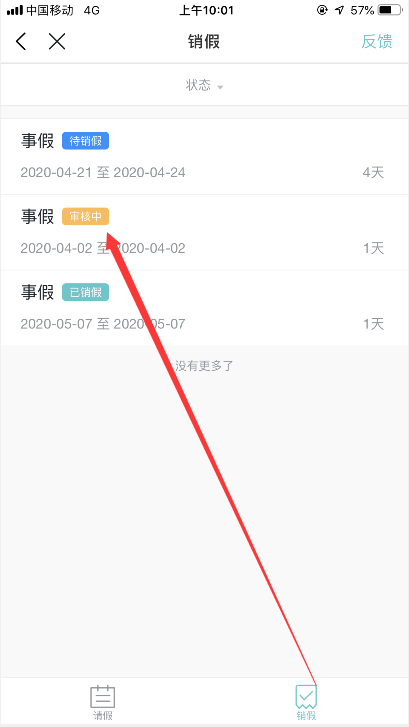 中国移动 4G 上午10:01 57%
销假 反馈
状态
事假 待销假
2020-04-21 至 2020-04-24 4天
事假 审核中
2020-04-02 至 2020-04-02 1天
事假 已销假
2020-05-07 至 2020-05-07 1天
没有更多了
请假 销假